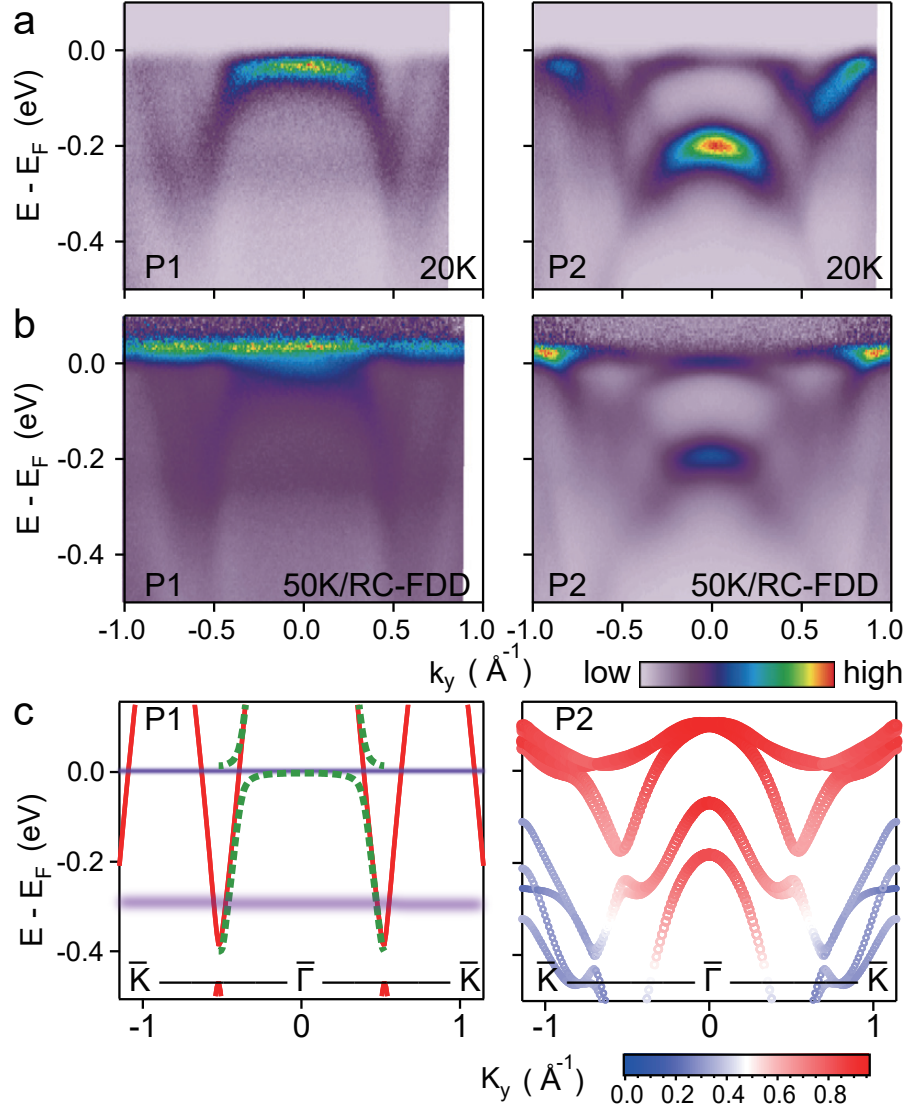 a
0.0
-0.2
-0.4
E - E_F (eV)
P1
20K
P2
20K
b
0.0
-0.2
-0.4
E - E_F (eV)
P1
50K/RC-FDD
P2
50K/RC-FDD
-1.0
-0.5
0.0
0.5
1.0
-1.0
-0.5
0.0
0.5
1.0
k_y ( Å^-1)
low
high
c
0.0
-0.2
-0.4
E - E_F (eV)
P1
K̅ Γ̅ K̅
-1
0
1
P2
K̅ Γ̅ K̅
-1
0
1
K_y (Å^-1)
0.0 0.2 0.4 0.6 0.8